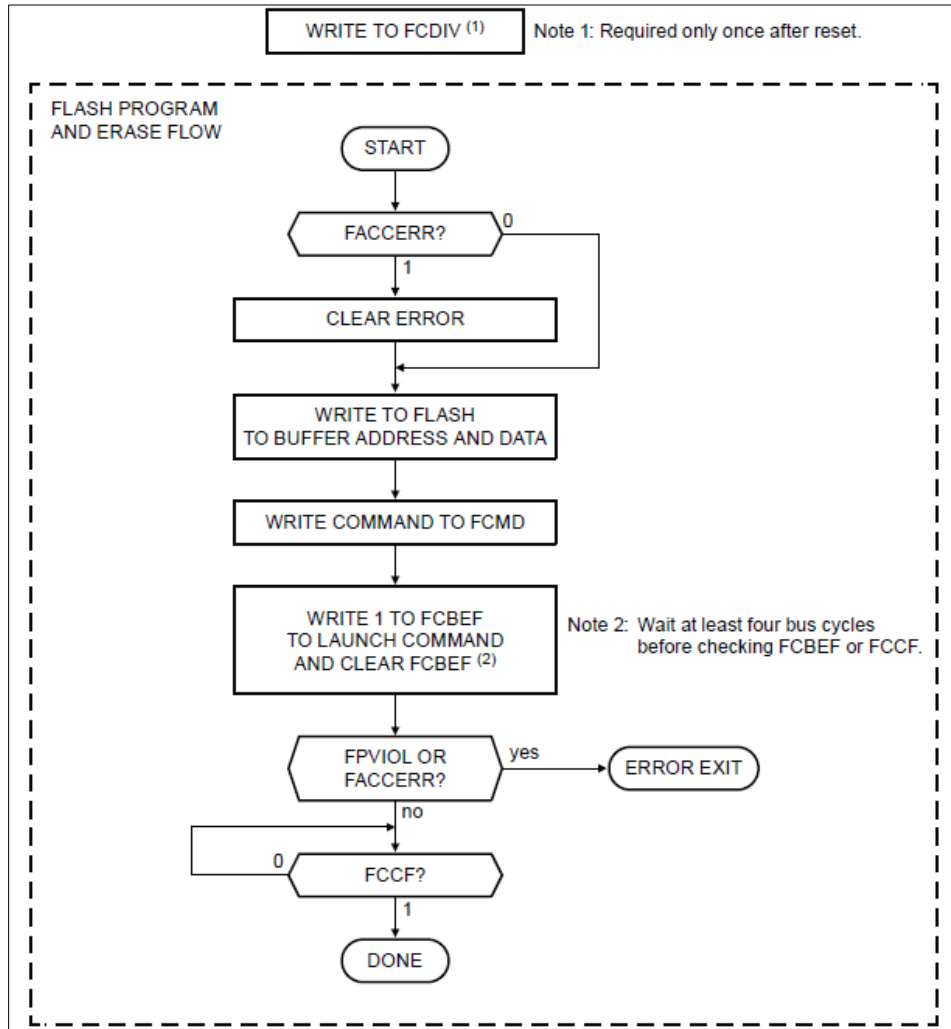 WRITE TO FCDIV (1)
Note 1: Required only once after reset.
FLASH PROGRAM
AND ERASE FLOW
START
FACCERR?
0
1
CLEAR ERROR
WRITE TO FLASH
TO BUFFER ADDRESS AND DATA
WRITE COMMAND TO FCMD
WRITE 1 TO FCBEF
TO LAUNCH COMMAND
AND CLEAR FCBEF (2)
Note 2: Wait at least four bus cycles
before checking FCBEF or FCCF.
FPVIOL OR
FACCERR?
yes
ERROR EXIT
no
0
FCCF?
1
DONE